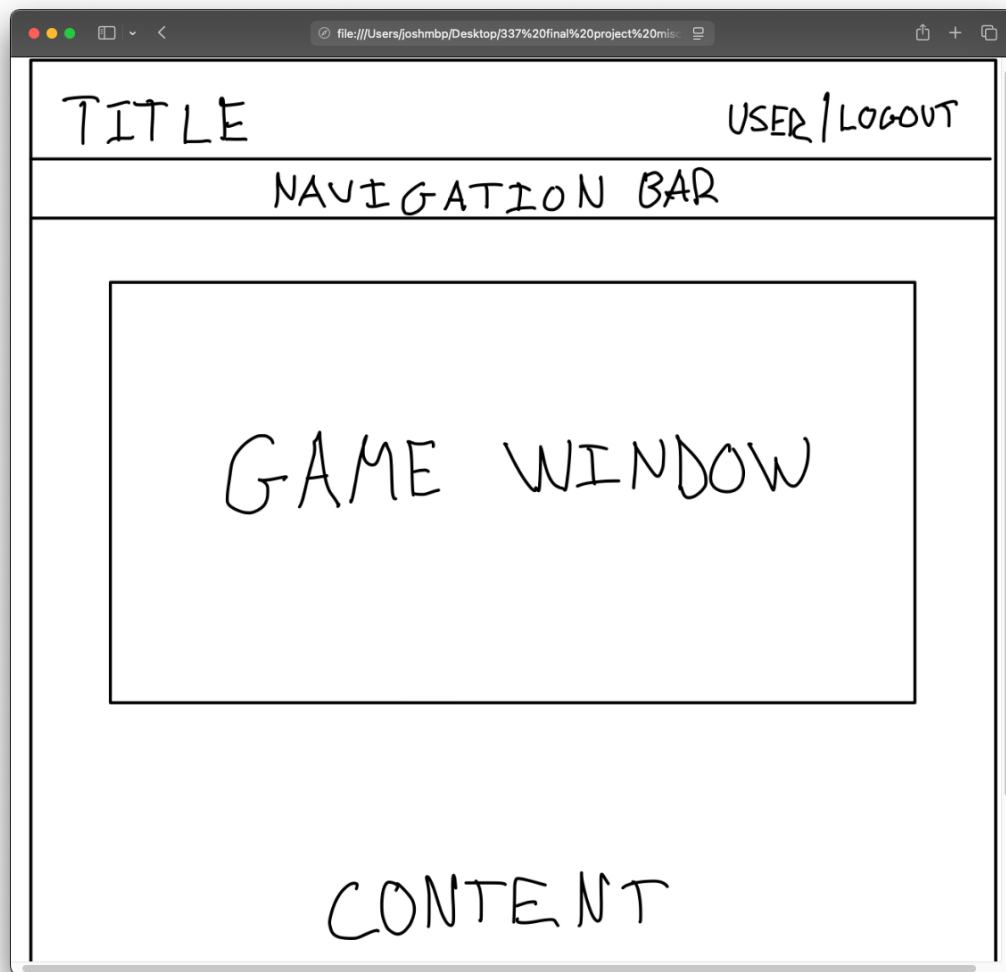 file:///Users/joshmbp/Desktop/337%20final%20project%20misc
TITLE
USER/LOGOUT
NAVIGATION BAR
GAME WINDOW
CONTENT